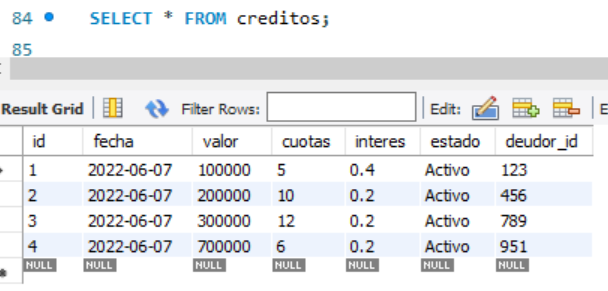 84 SELECT * FROM creditos;
85
Result Grid Filter Rows: Edit: E
id fecha valor cuotas interes estado deudor_id
1 2022-06-07 100000 5 0.4 Activo 123
2 2022-06-07 200000 10 0.2 Activo 456
3 2022-06-07 300000 12 0.2 Activo 789
4 2022-06-07 700000 6 0.2 Activo 951
NULL NULL NULL NULL NULL NULL NULL